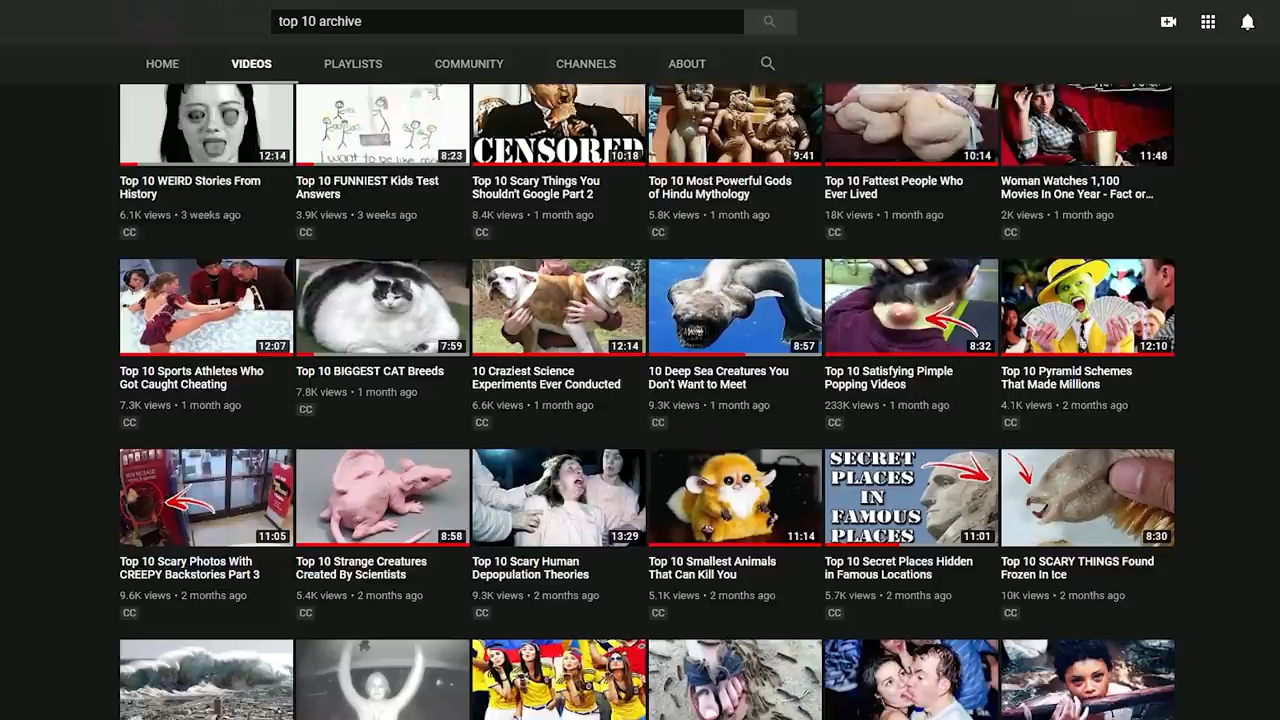 top 10 archive
HOME VIDEOS PLAYLISTS COMMUNITY CHANNELS ABOUT
I want to be like
CENSORED
12:14 8:23 10:18 9:41 10:14 11:48
Top 10 WEIRD Stories From
History
6.1K views • 3 weeks ago
CC
Top 10 FUNNIEST Kids Test
Answers
3.9K views • 3 weeks ago
CC
Top 10 Scary Things You
Shouldn't Google Part 2
8.4K views • 1 month ago
CC
Top 10 Most Powerful Gods
of Hindu Mythology
5.8K views • 1 month ago
CC
Top 10 Fattest People Who
Ever Lived
18K views • 1 month ago
CC
Woman Watches 1,100
Movies In One Year - Fact or...
2K views • 1 month ago
CC
12:07 7:59 12:14 8:57 8:32 12:10
Top 10 Sports Athletes Who
Got Caught Cheating
7.3K views • 1 month ago
CC
Top 10 BIGGEST CAT Breeds
7.8K views • 1 month ago
CC
10 Craziest Science
Experiments Ever Conducted
6.6K views • 1 month ago
CC
10 Deep Sea Creatures You
Don't Want to Meet
9.3K views • 1 month ago
CC
Top 10 Satisfying Pimple
Popping Videos
233K views • 1 month ago
CC
Top 10 Pyramid Schemes
That Made Millions
4.1K views • 2 months ago
CC
SECRET
PLACES
IN
FAMOUS
PLACES
11:05 8:58 13:29 11:14 11:01 8:30
Top 10 Scary Photos With
CREEPY Backstories Part 3
9.6K views • 2 months ago
CC
Top 10 Strange Creatures
Created By Scientists
5.4K views • 2 months ago
CC
Top 10 Scary Human
Depopulation Theories
9.3K views • 2 months ago
CC
Top 10 Smallest Animals
That Can Kill You
5.1K views • 2 months ago
CC
Top 10 Secret Places Hidden
in Famous Locations
5.7K views • 2 months ago
CC
Top 10 SCARY THINGS Found
Frozen In Ice
10K views • 2 months ago
CC